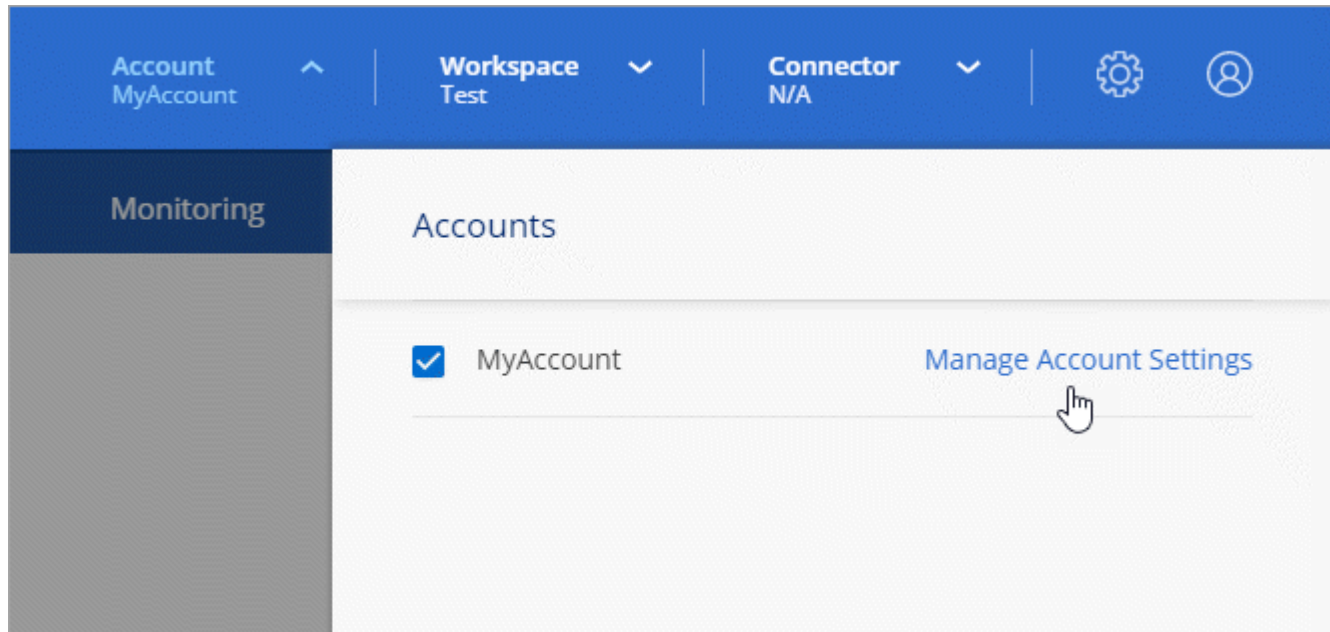 Account
MyAccount
Workspace
Test
Connector
N/A
Monitoring
Accounts
MyAccount
Manage Account Settings